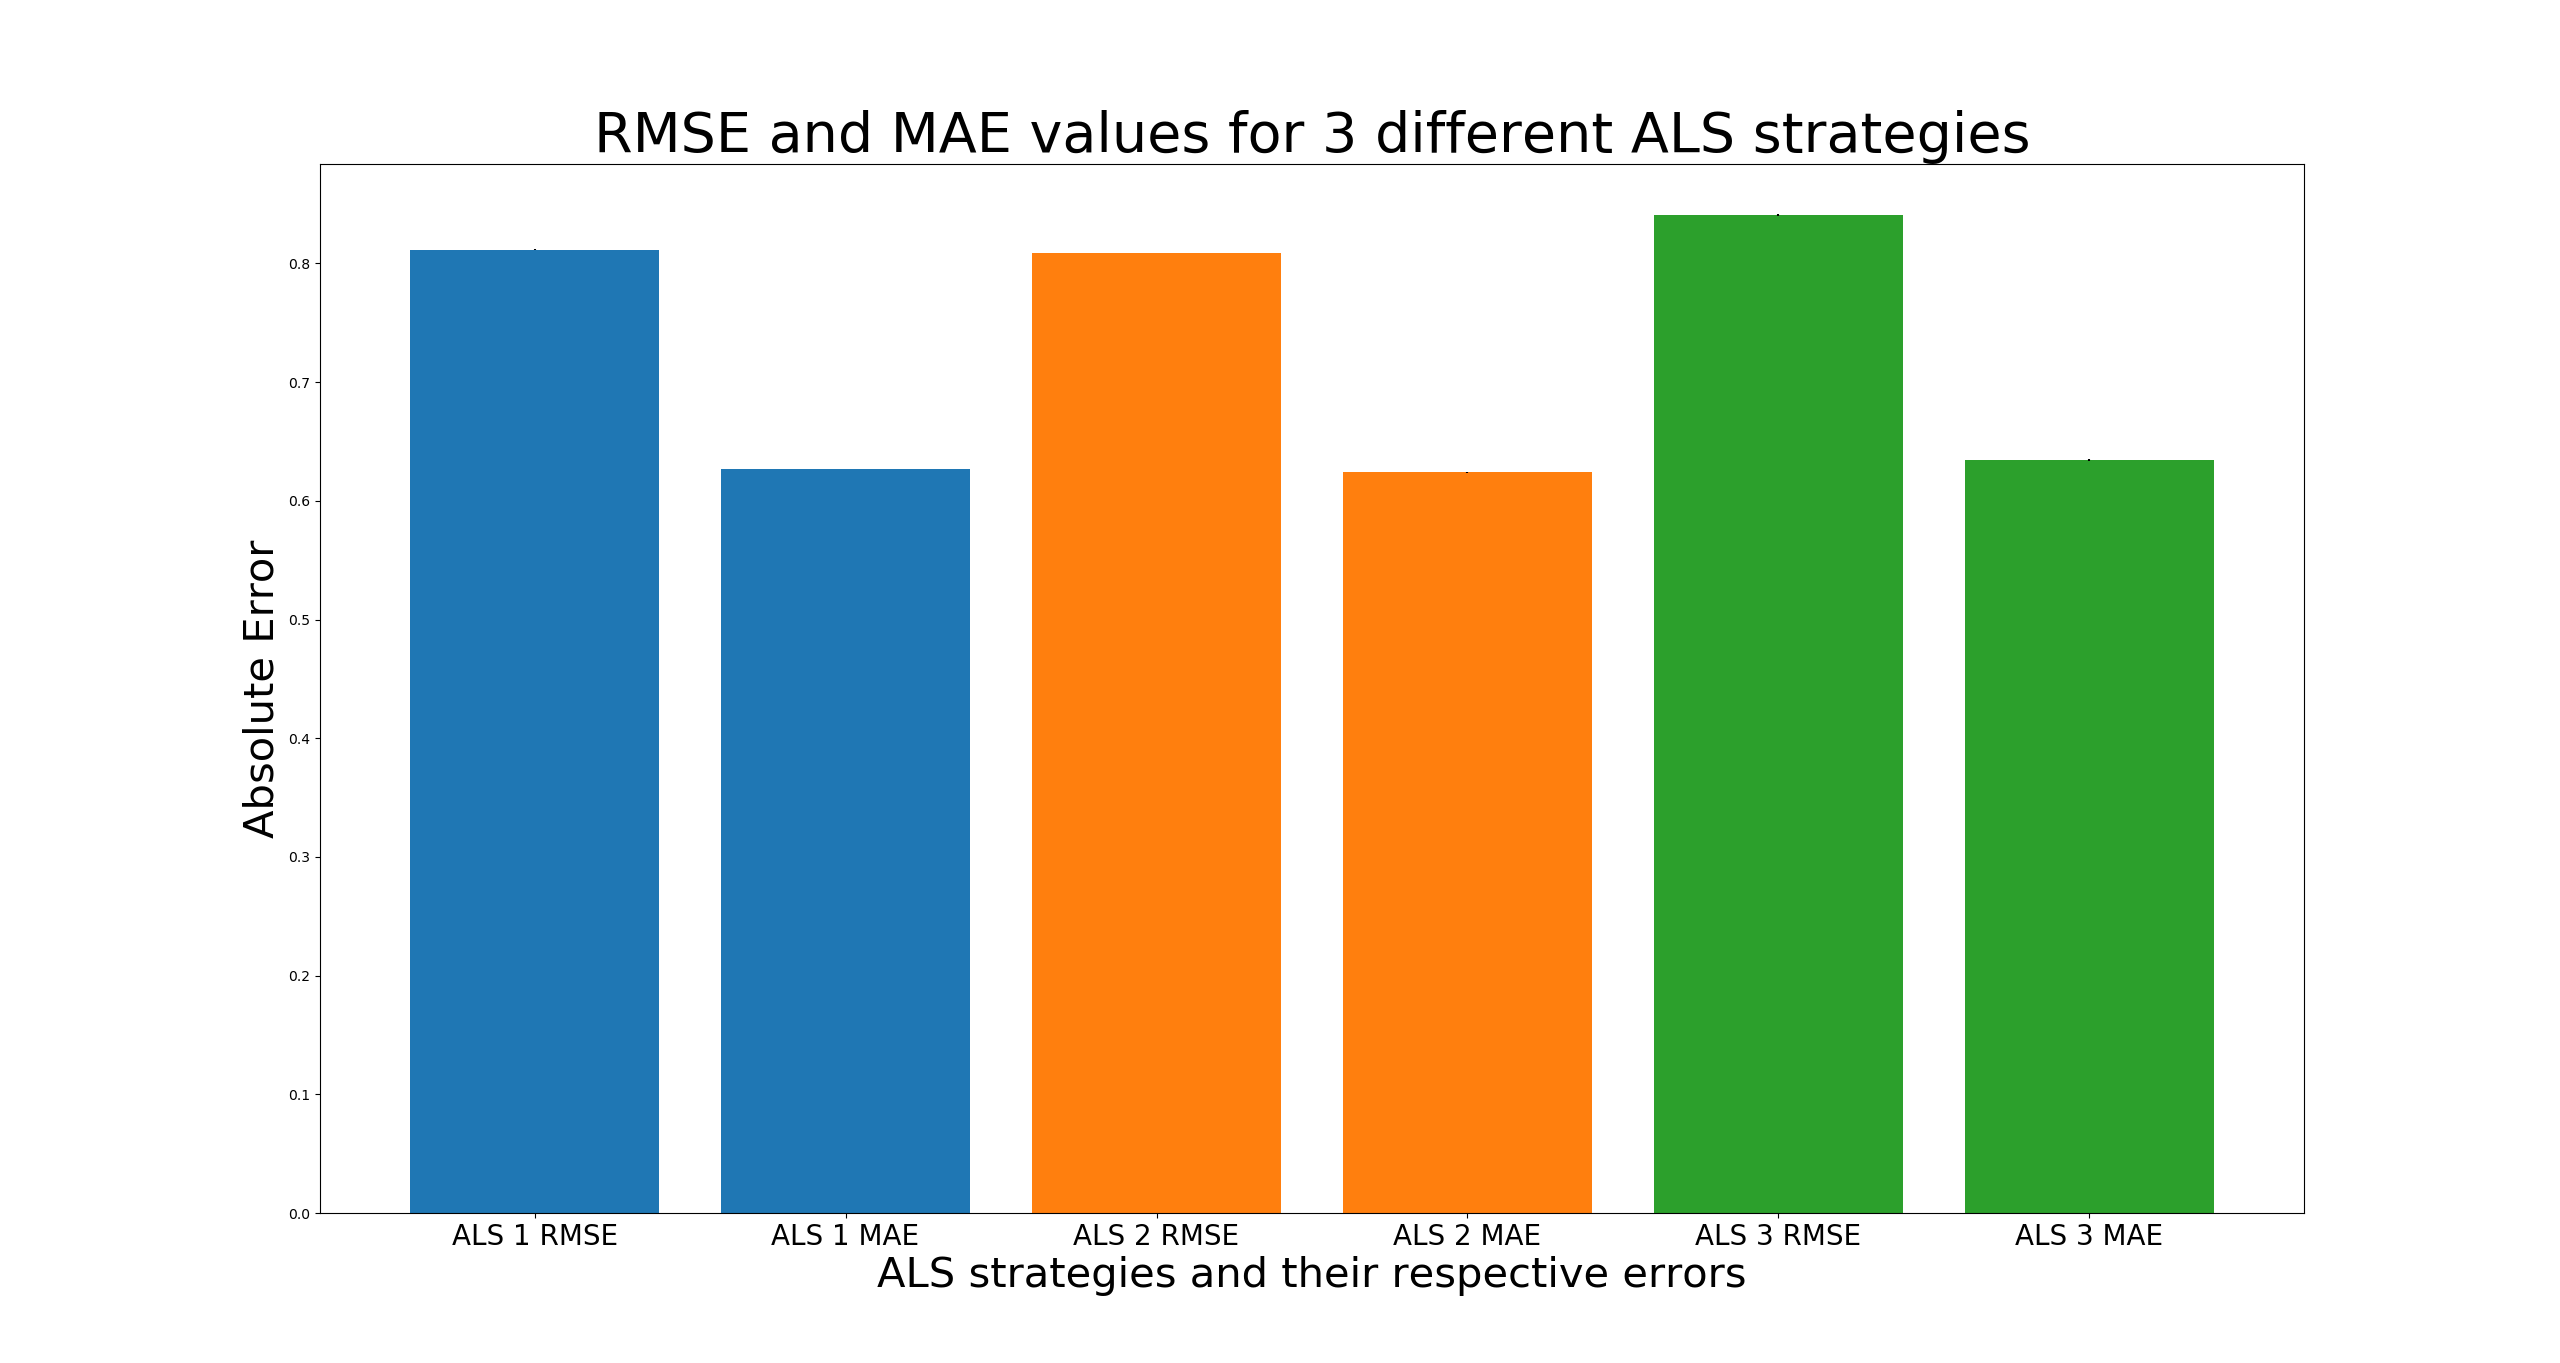 RMSE and MAE values for 3 different ALS strategies
Absolute Error
0.8
0.7
0.6
0.5
0.4
0.3
0.2
0.1
0.0
ALS 1 RMSE ALS 1 MAE ALS 2 RMSE ALS 2 MAE ALS 3 RMSE ALS 3 MAE
ALS strategies and their respective errors